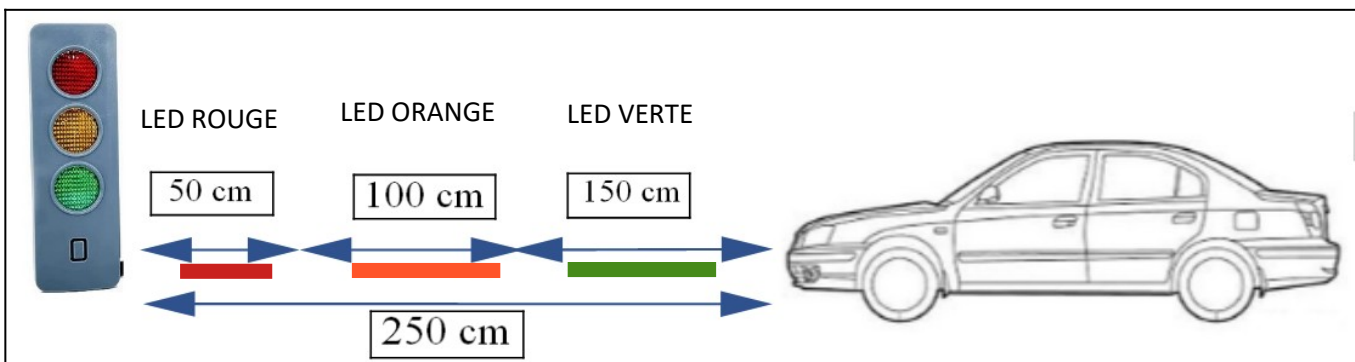 LED ROUGE
LED ORANGE
LED VERTE
50 cm
100 cm
150 cm
250 cm